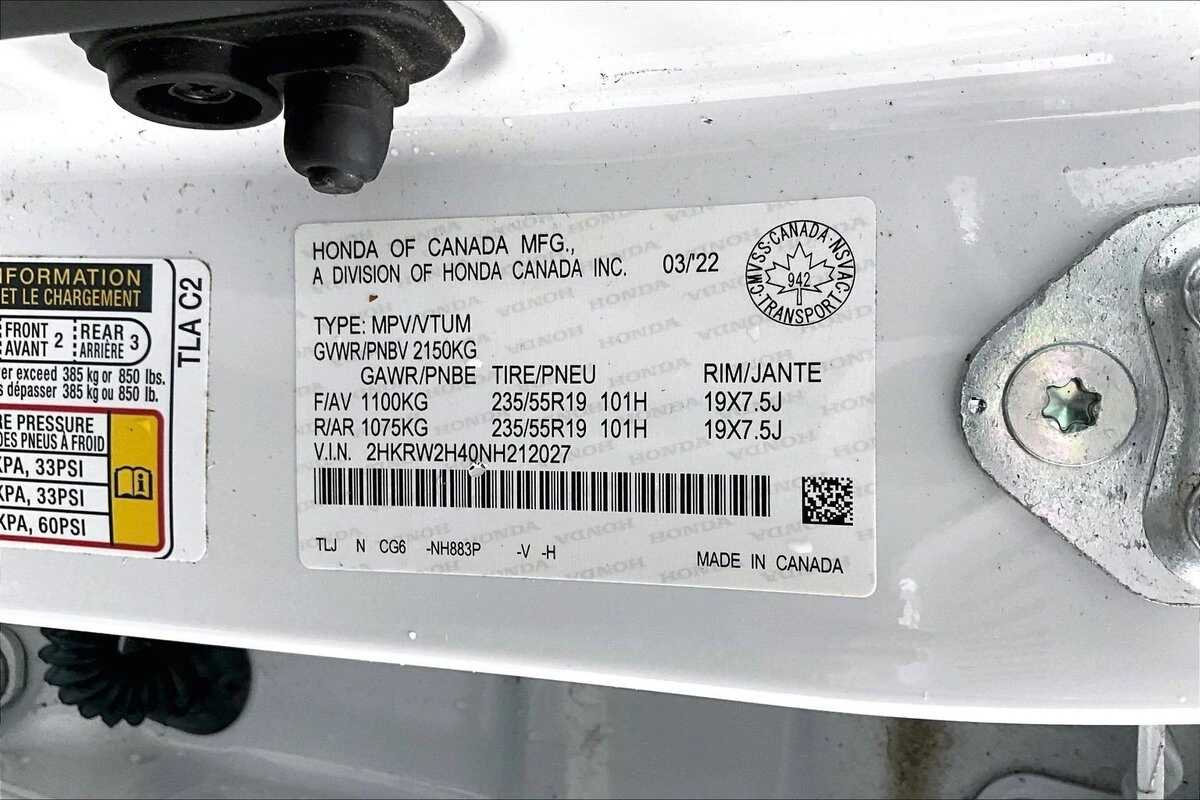 INFORMATION
ET LE CHARGEMENT
FRONT AVANT 2 REAR ARRIÈRE 3
er exceed 385 kg or 850 lbs.
s dépasser 385 kg ou 850 lb.
RE PRESSURE
DES PNEUS À FROID
KPA, 33PSI
KPA, 33PSI
KPA, 60PSI
TLA C2
HONDA OF CANADA MFG.,
A DIVISION OF HONDA CANADA INC. 03/'22
CMVSS·CANADA·NSVAC
942
·TRANSPORT·
TYPE: MPV/VTUM
GVWR/PNBV 2150KG
GAWR/PNBE TIRE/PNEU RIM/JANTE
F/AV 1100KG 235/55R19 101H 19X7.5J
R/AR 1075KG 235/55R19 101H 19X7.5J
V.I.N. 2HKRW2H40NH212027
TLJ N CG6 -NH883P -V -H
MADE IN CANADA